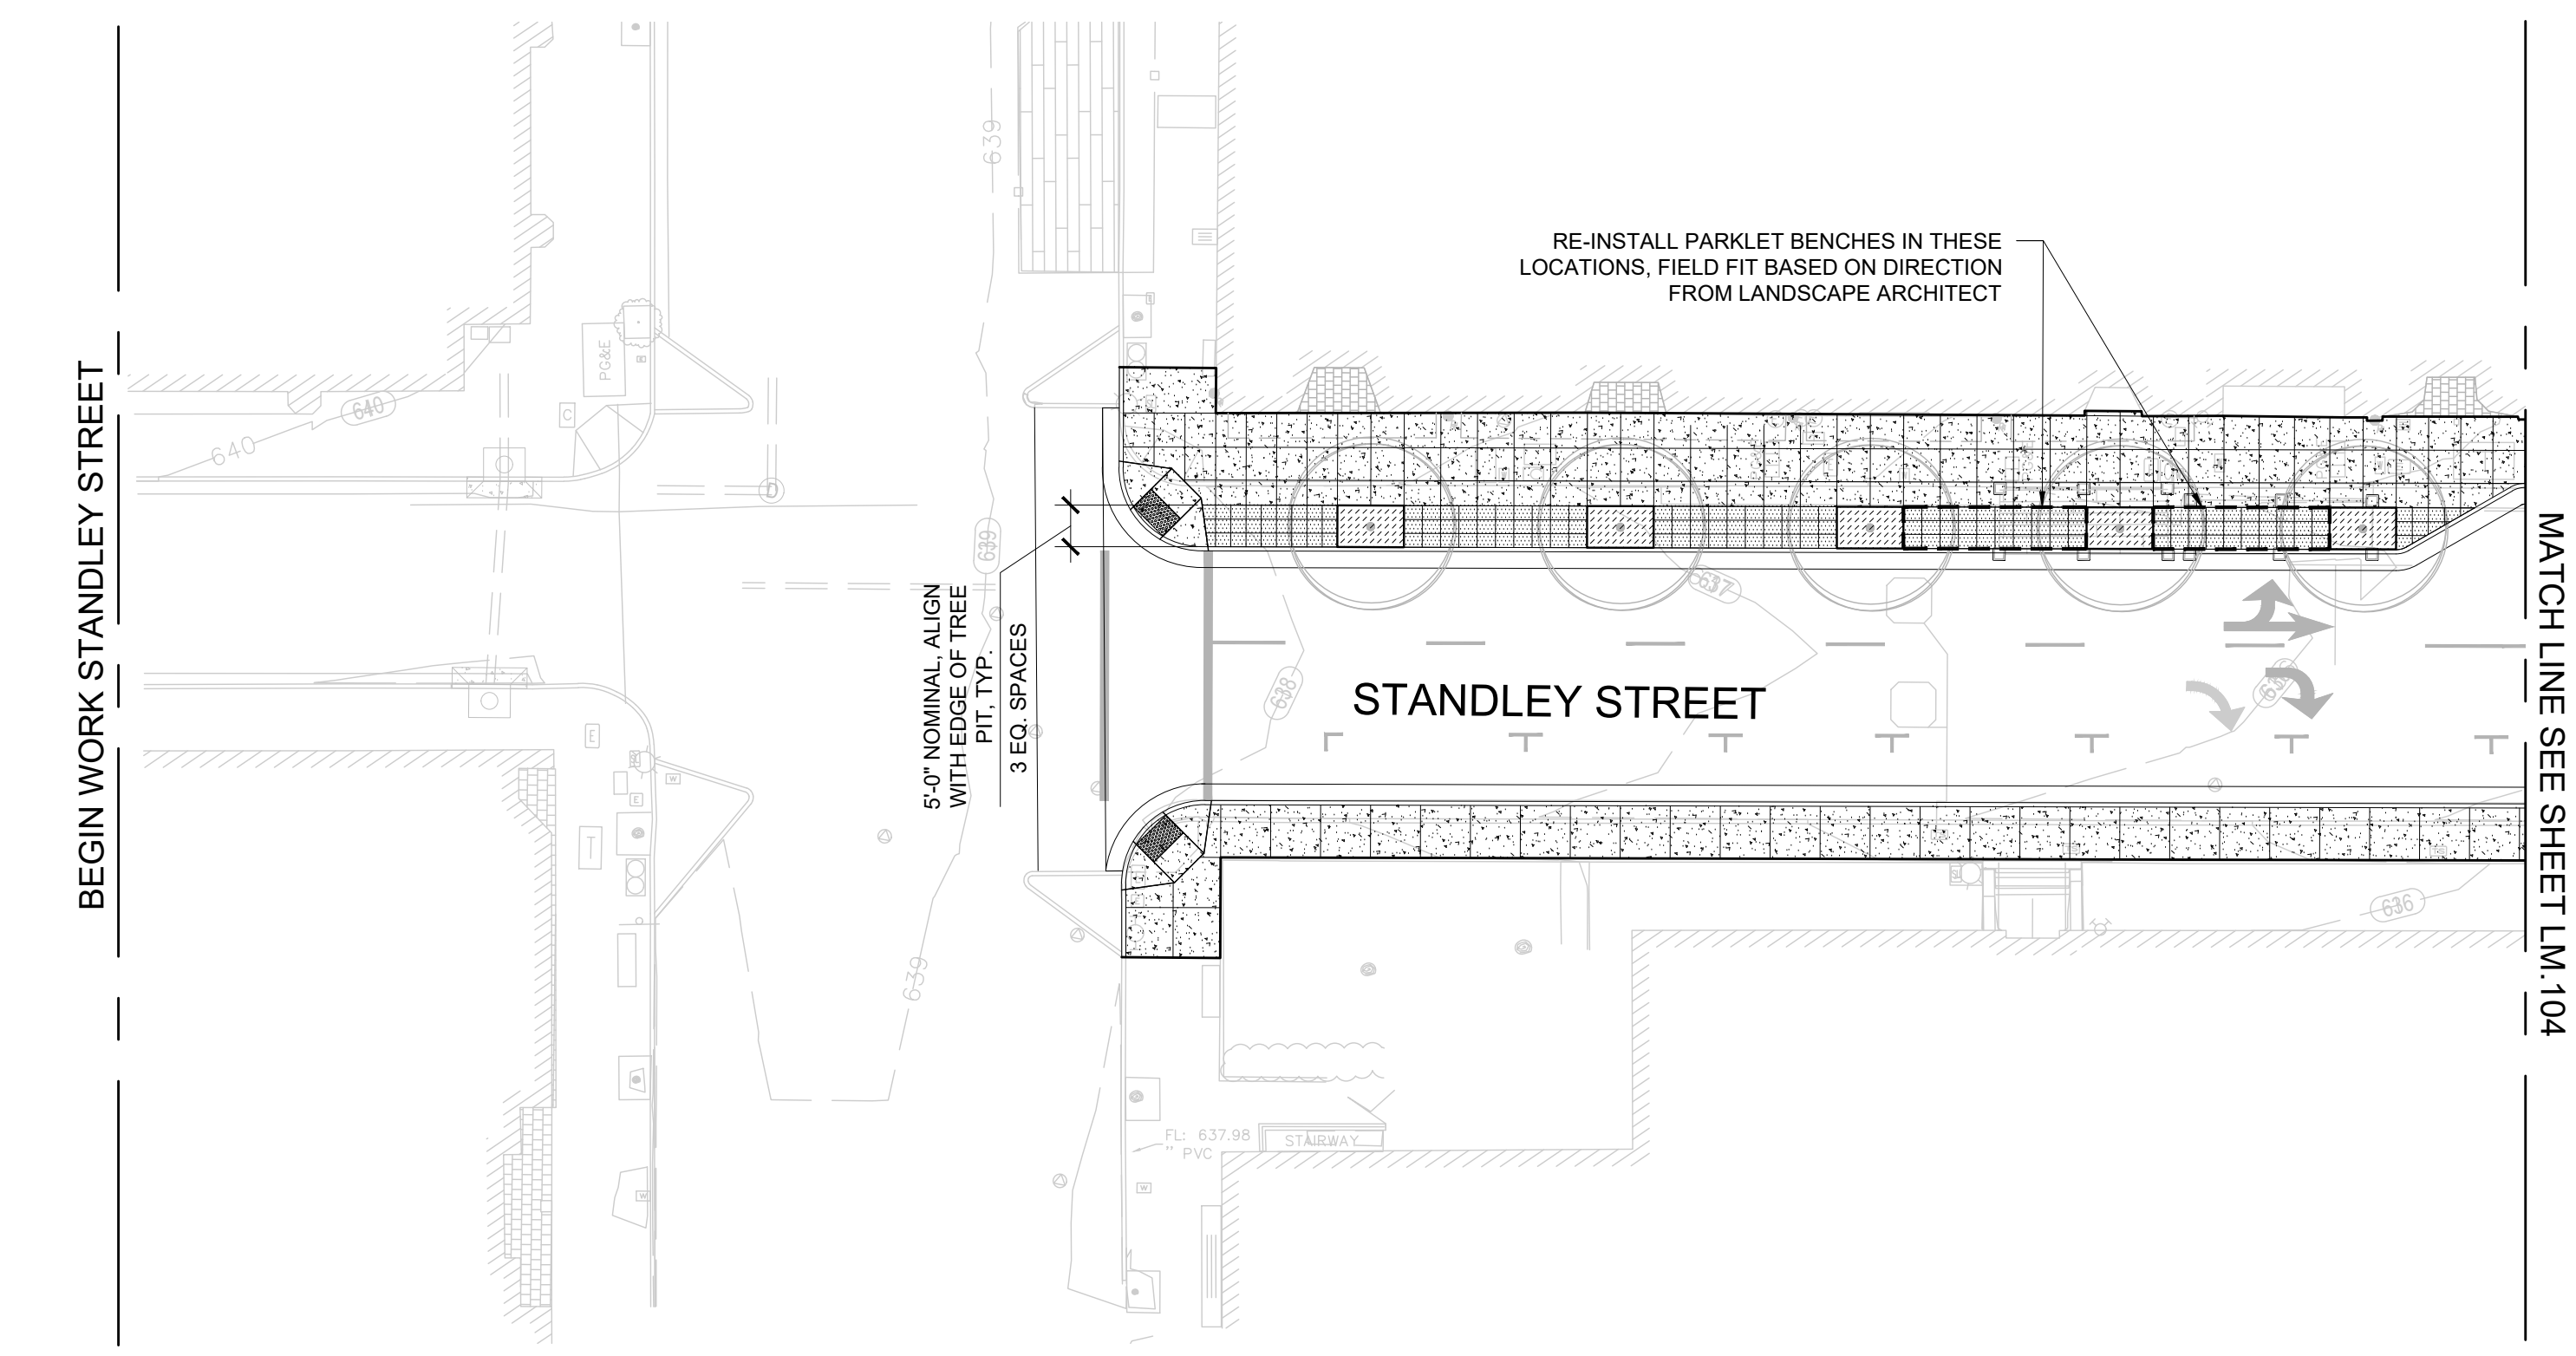 BEGIN WORK STANDLEY STREET
RE-INSTALL PARKLET BENCHES IN THESE
LOCATIONS, FIELD FIT BASED ON DIRECTION
FROM LANDSCAPE ARCHITECT
639
PG&E
640
640
C
D
639
5'-0" NOMINAL, ALIGN
WITH EDGE OF TREE
PIT, TYP.
3 EQ. SPACES
637
638
STANDLEY STREET
E
W
E
T
636
639
FL: 637.98
" PVC
STAIRWAY
W
W
MATCH LINE SEE SHEET LM.104